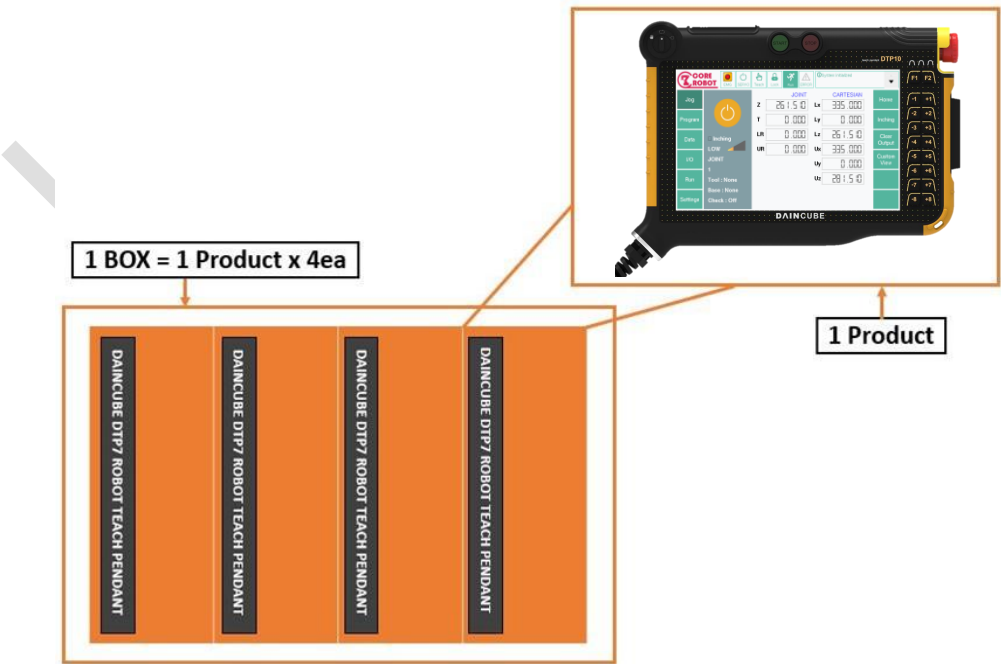 DTP10
F1 F2
CORE
ROBOT
JOINT CARTESIAN
Jog
Z 261.510 Lx 335.000
Home
-1 +1
Program
T 0.000 Ly 0.000
Inching
-2 +2
-3 +3
Data
Inching
LR 0.000 Lz 261.510
Clear
Output
-4 +4
LOW
UR 0.000 Ux 335.000
I/O
JOINT
Uy 0.000
Custom
View
-5 +5
1
-6 +6
Run
Tool : None
Uz 281.510
-7 +7
Base : None
Settings
Check : Off
-8 +8
DAINCUBE
1 BOX = 1 Product x 4ea
1 Product
DAINCUBE DTP7 ROBOT TEACH PENDANT
DAINCUBE DTP7 ROBOT TEACH PENDANT
DAINCUBE DTP7 ROBOT TEACH PENDANT
DAINCUBE DTP7 ROBOT TEACH PENDANT